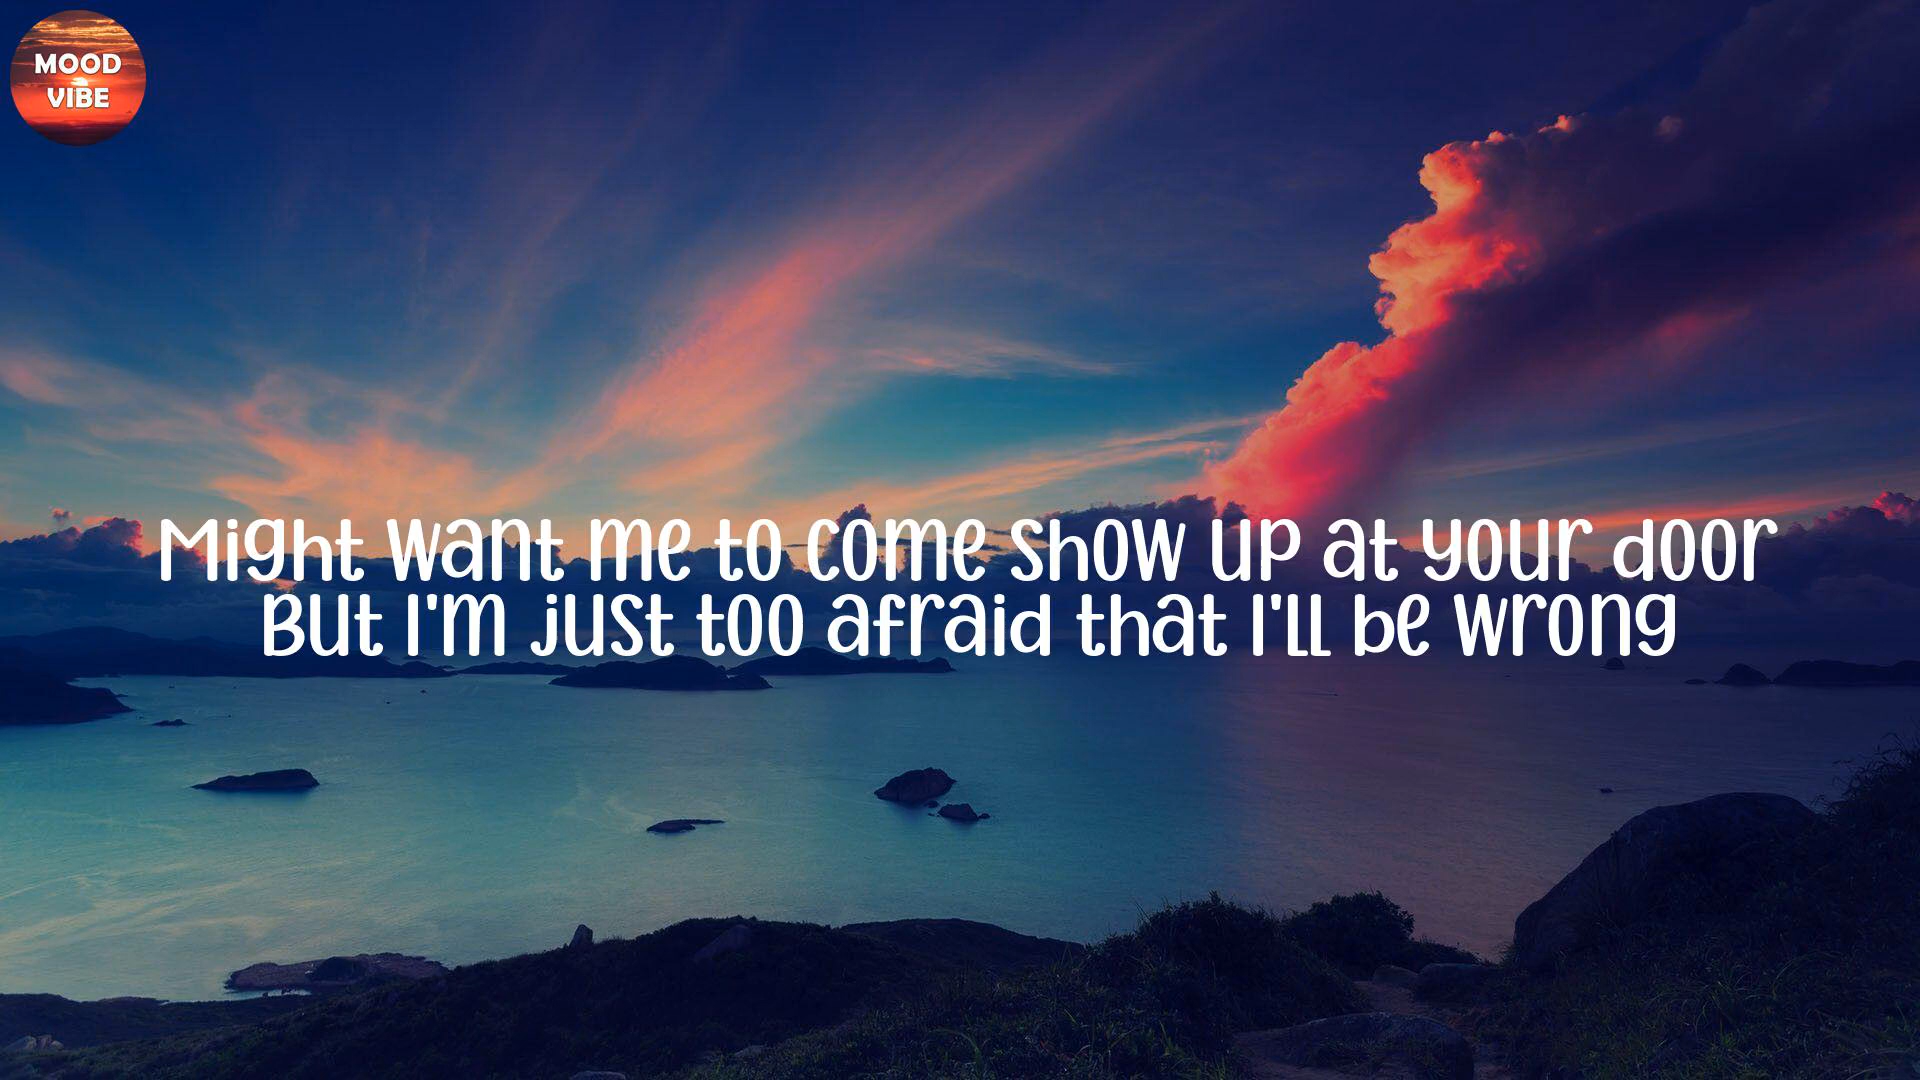 MOOD
VIBE
Might want me to come show up at your door
But I'm just too afraid that I'll be wrong